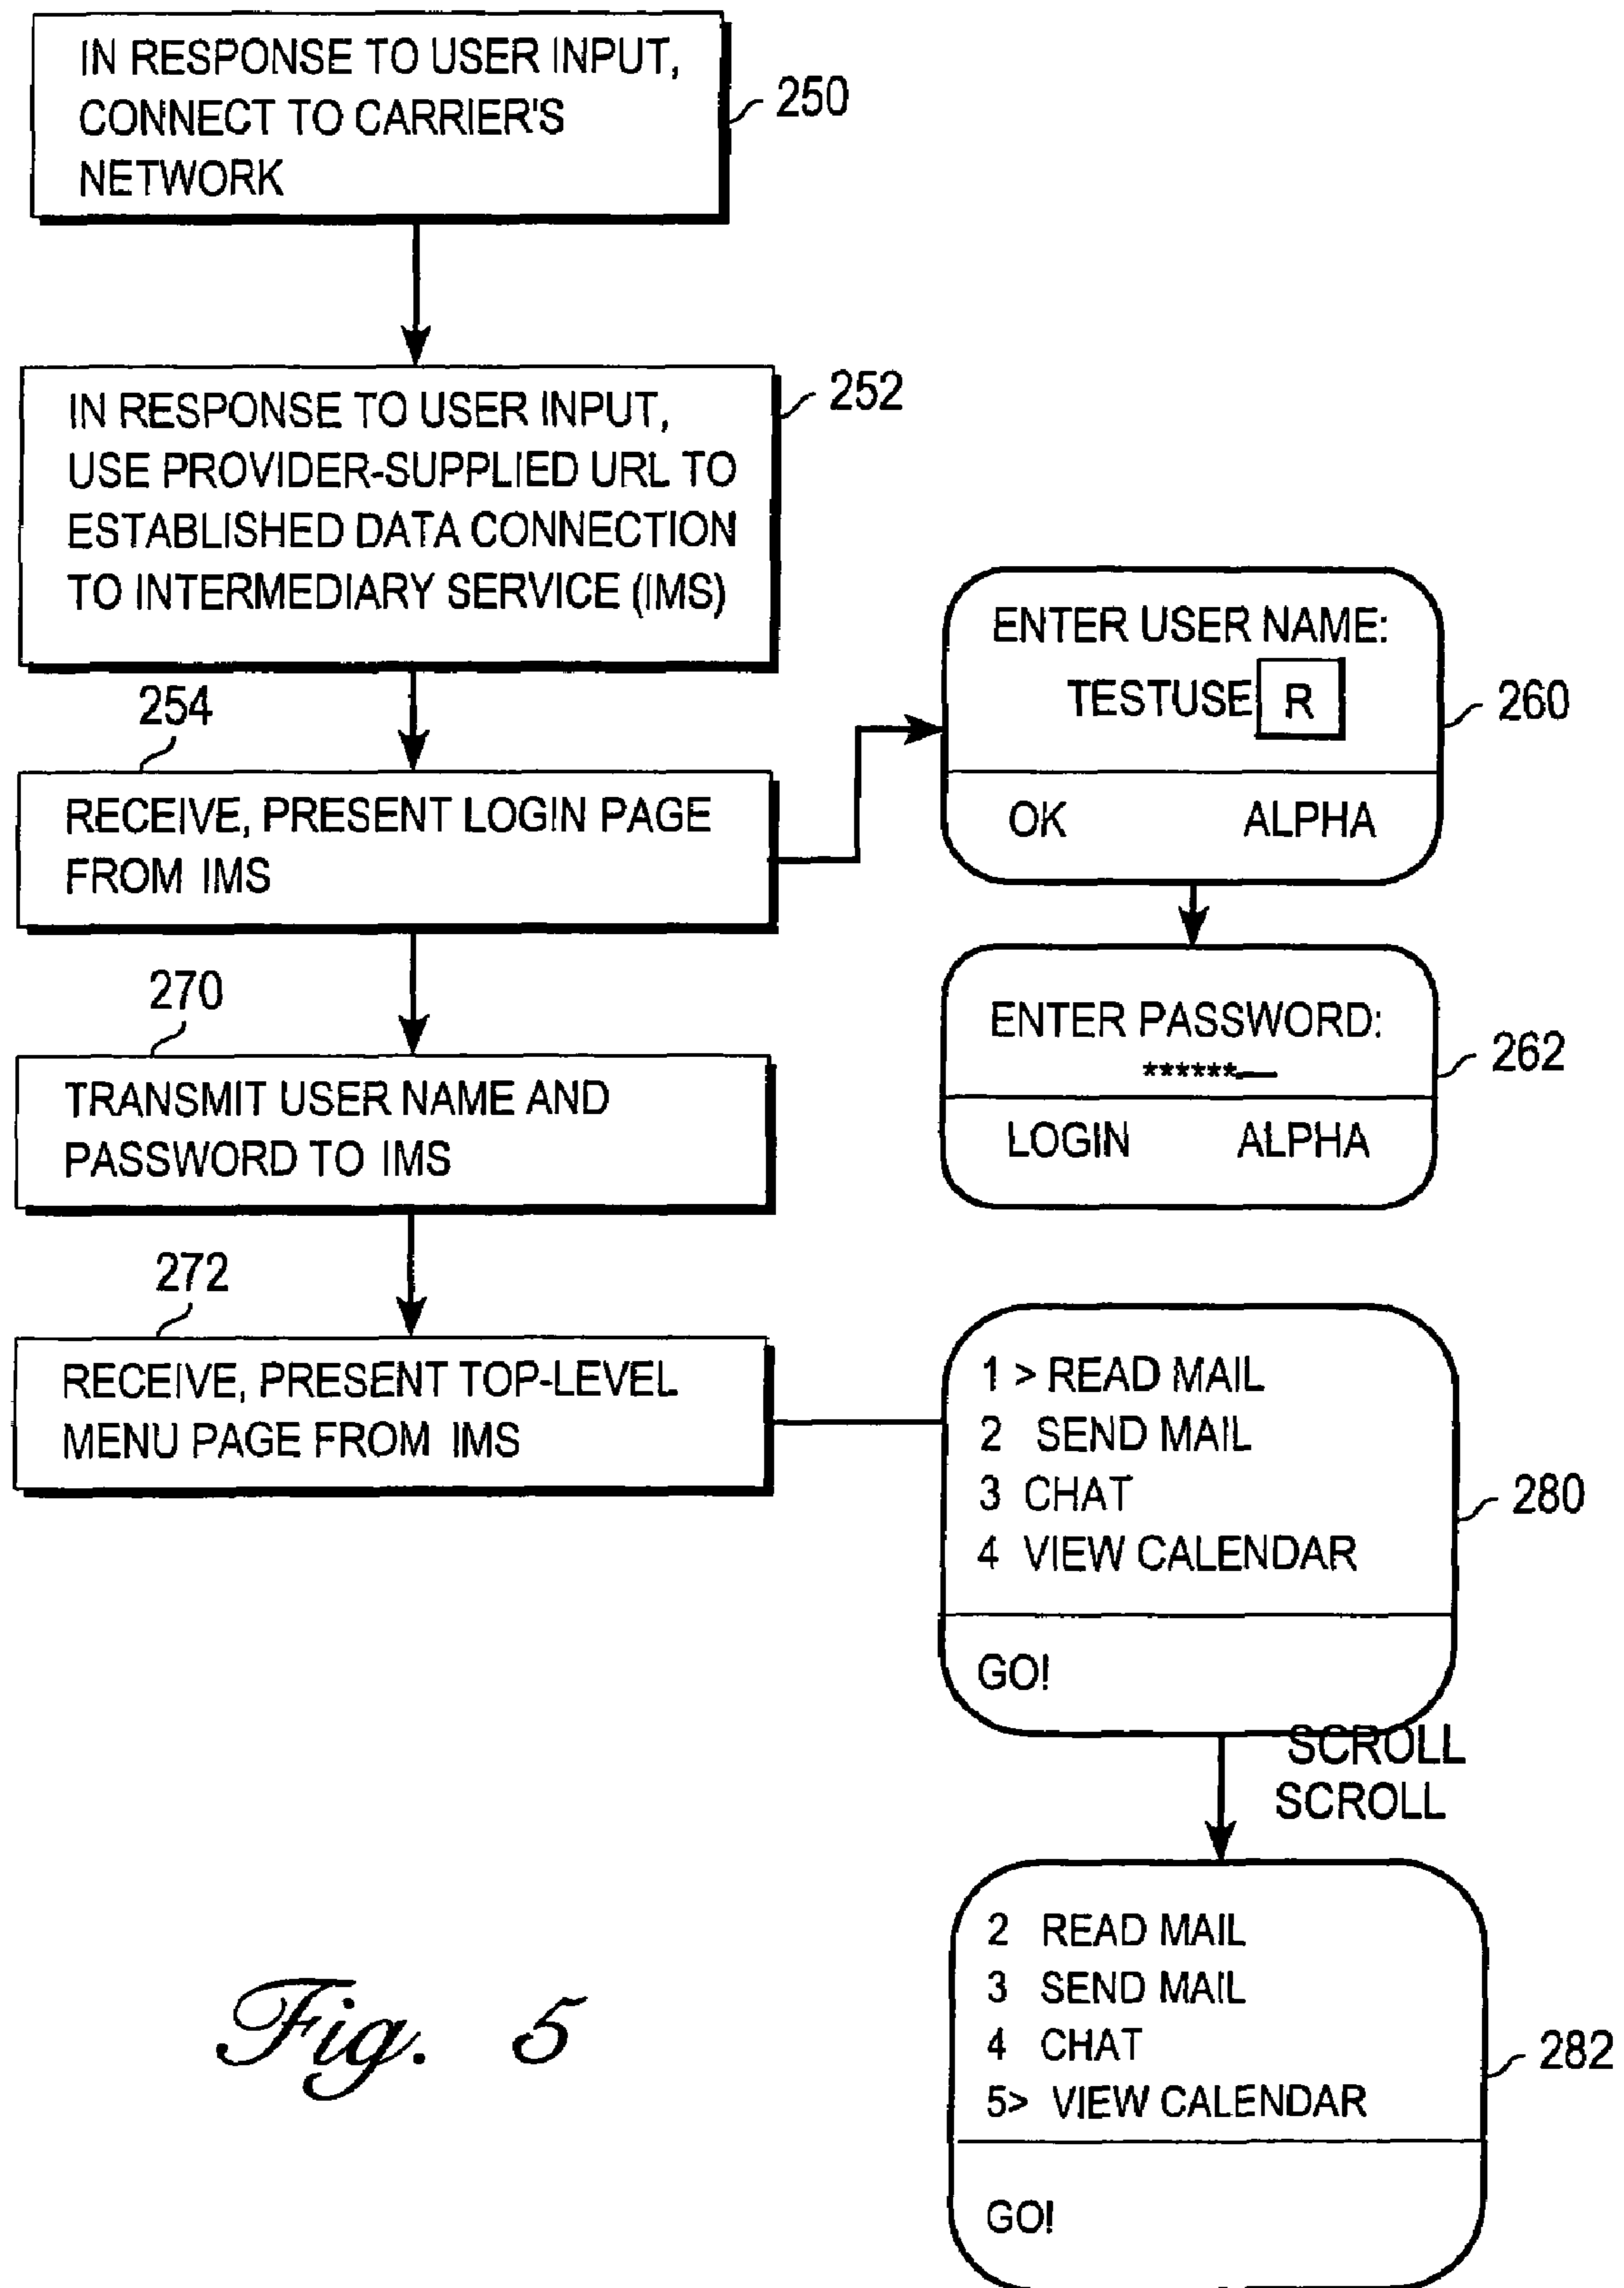 IN RESPONSE TO USER INPUT,
CONNECT TO CARRIER'S
NETWORK
250
IN RESPONSE TO USER INPUT,
USE PROVIDER-SUPPLIED URL TO
ESTABLISHED DATA CONNECTION
TO INTERMEDIARY SERVICE (IMS)
252
254
RECEIVE, PRESENT LOGIN PAGE
FROM IMS
ENTER USER NAME:
TESTUSE R
OK ALPHA
260
ENTER PASSWORD:
******__
LOGIN ALPHA
262
270
TRANSMIT USER NAME AND
PASSWORD TO IMS
272
RECEIVE, PRESENT TOP-LEVEL
MENU PAGE FROM IMS
1 > READ MAIL
2 SEND MAIL
3 CHAT
4 VIEW CALENDAR
GO!
280
SCROLL
SCROLL
2 READ MAIL
3 SEND MAIL
4 CHAT
5> VIEW CALENDAR
GO!
282
Fig. 5